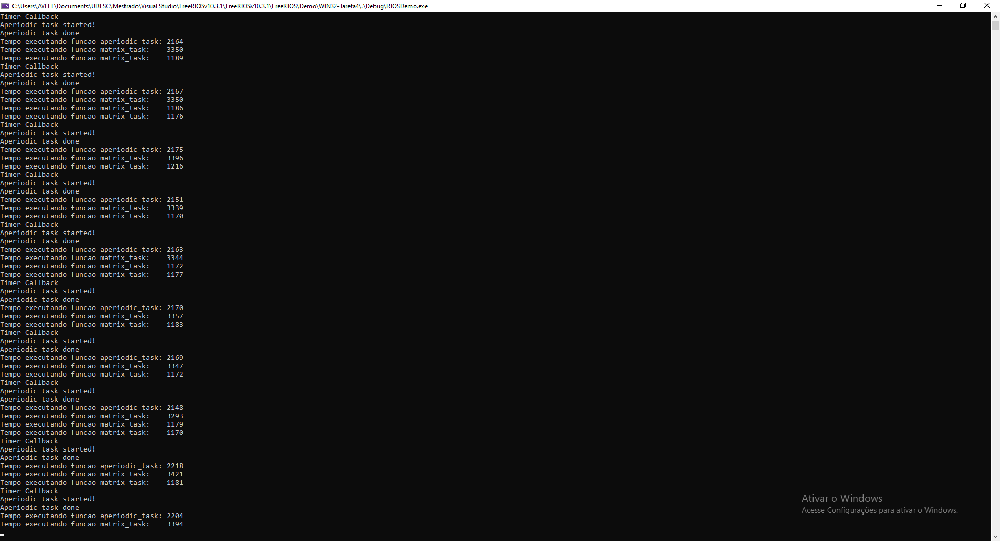 C:\Users\AVELL\Documents\UDESC\Mestrado\Visual Studio\FreeRTOSv10.3.1\FreeRTOSv10.3.1\FreeRTOS\Demo\WIN32-Tarefa4\.\Debug\RTOSDemo.exe
Timer Callback
Aperiodic task started!
Aperiodic task done
Tempo executando funcao aperiodic_task: 2164
Tempo executando funcao matrix_task:    3350
Tempo executando funcao matrix_task:    1189
Timer Callback
Aperiodic task started!
Aperiodic task done
Tempo executando funcao aperiodic_task: 2167
Tempo executando funcao matrix_task:    3350
Tempo executando funcao matrix_task:    1186
Tempo executando funcao matrix_task:    1176
Timer Callback
Aperiodic task started!
Aperiodic task done
Tempo executando funcao aperiodic_task: 2175
Tempo executando funcao matrix_task:    3396
Tempo executando funcao matrix_task:    1216
Timer Callback
Aperiodic task started!
Aperiodic task done
Tempo executando funcao aperiodic_task: 2151
Tempo executando funcao matrix_task:    3339
Tempo executando funcao matrix_task:    1170
Timer Callback
Aperiodic task started!
Aperiodic task done
Tempo executando funcao aperiodic_task: 2163
Tempo executando funcao matrix_task:    3344
Tempo executando funcao matrix_task:    1172
Tempo executando funcao matrix_task:    1177
Timer Callback
Aperiodic task started!
Aperiodic task done
Tempo executando funcao aperiodic_task: 2170
Tempo executando funcao matrix_task:    3357
Tempo executando funcao matrix_task:    1183
Timer Callback
Aperiodic task started!
Aperiodic task done
Tempo executando funcao aperiodic_task: 2169
Tempo executando funcao matrix_task:    3347
Tempo executando funcao matrix_task:    1172
Timer Callback
Aperiodic task started!
Aperiodic task done
Tempo executando funcao aperiodic_task: 2148
Tempo executando funcao matrix_task:    3293
Tempo executando funcao matrix_task:    1179
Tempo executando funcao matrix_task:    1170
Timer Callback
Aperiodic task started!
Aperiodic task done
Tempo executando funcao aperiodic_task: 2218
Tempo executando funcao matrix_task:    3421
Tempo executando funcao matrix_task:    1181
Timer Callback
Aperiodic task started!
Aperiodic task done
Tempo executando funcao aperiodic_task: 2204
Tempo executando funcao matrix_task:    3394
Ativar o Windows
Acesse Configurações para ativar o Windows.